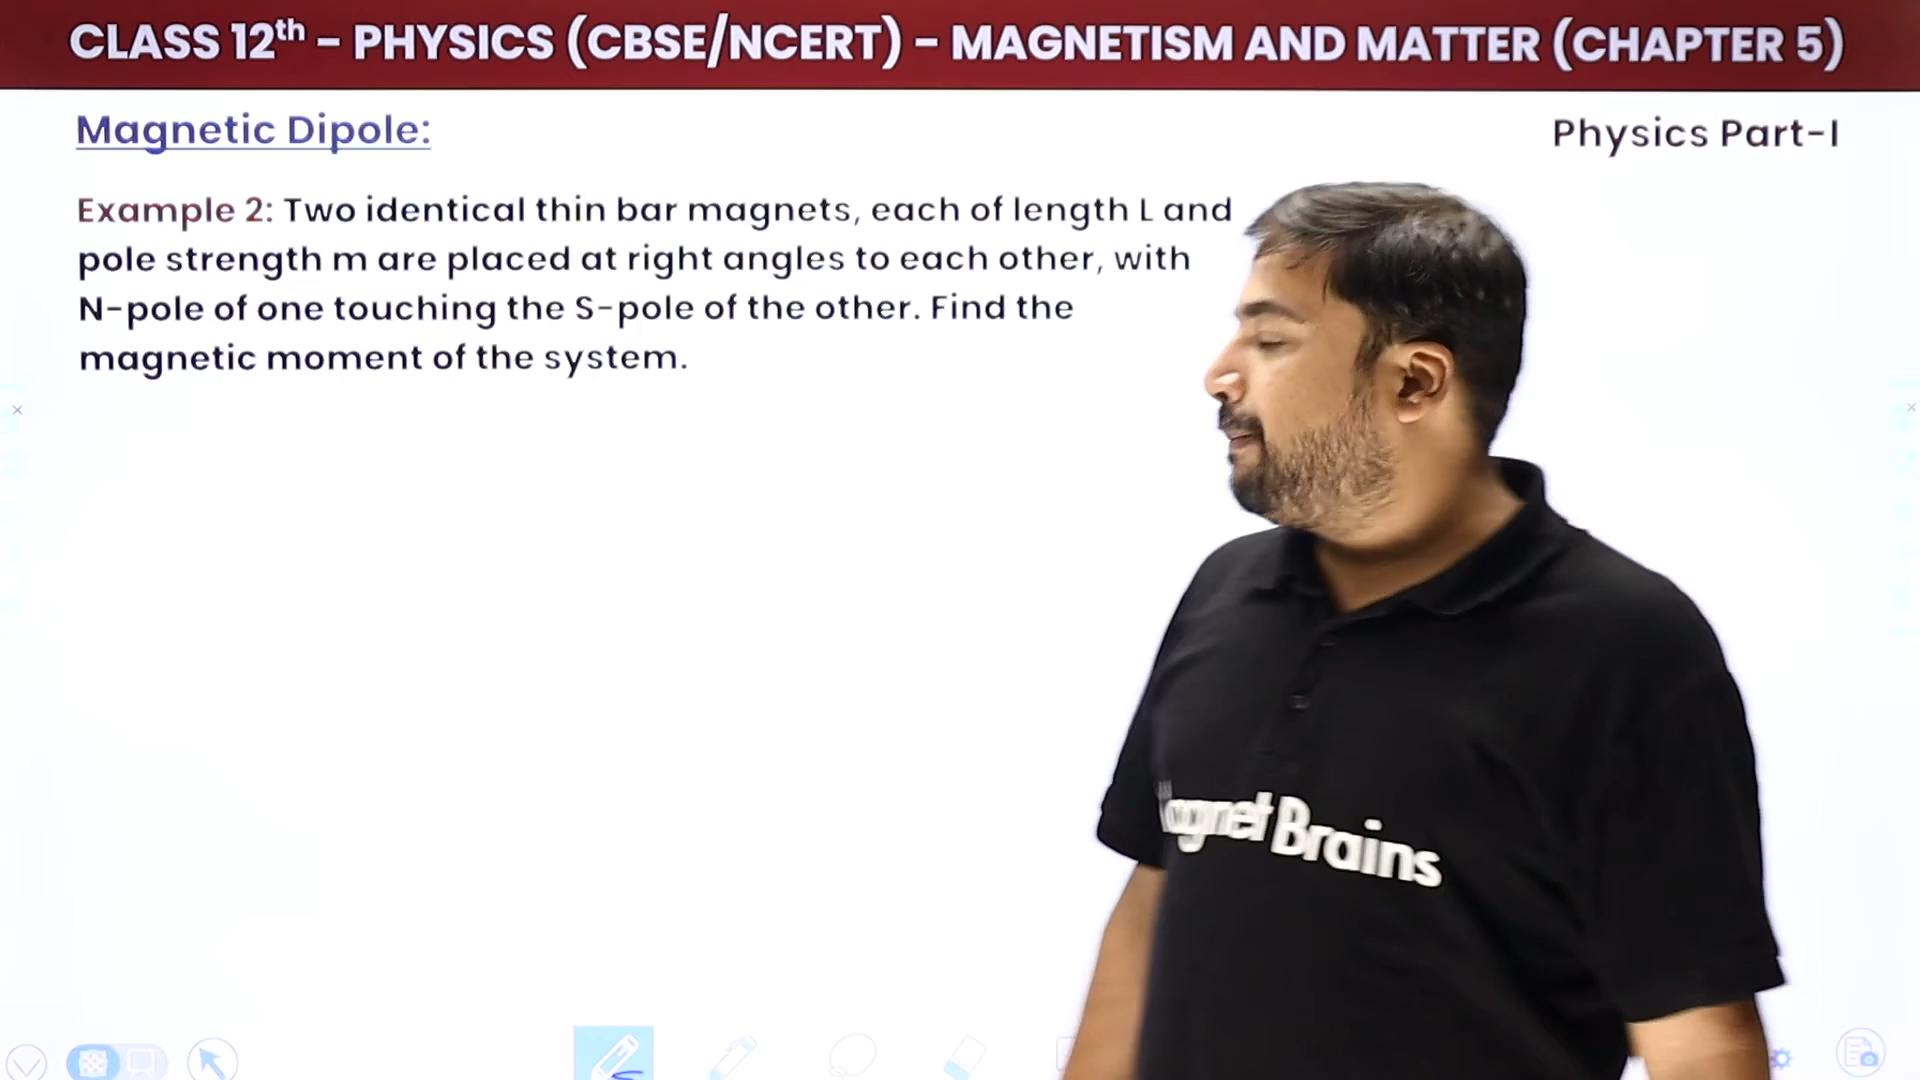 CLASS 12th - PHYSICS (CBSE/NCERT) - MAGNETISM AND MATTER (CHAPTER 5)
Magnetic Dipole:
Physics Part-I
Example 2: Two identical thin bar magnets, each of length L and
pole strength m are placed at right angles to each other, with
N-pole of one touching the S-pole of the other. Find the
magnetic moment of the system.
Magnet Brains